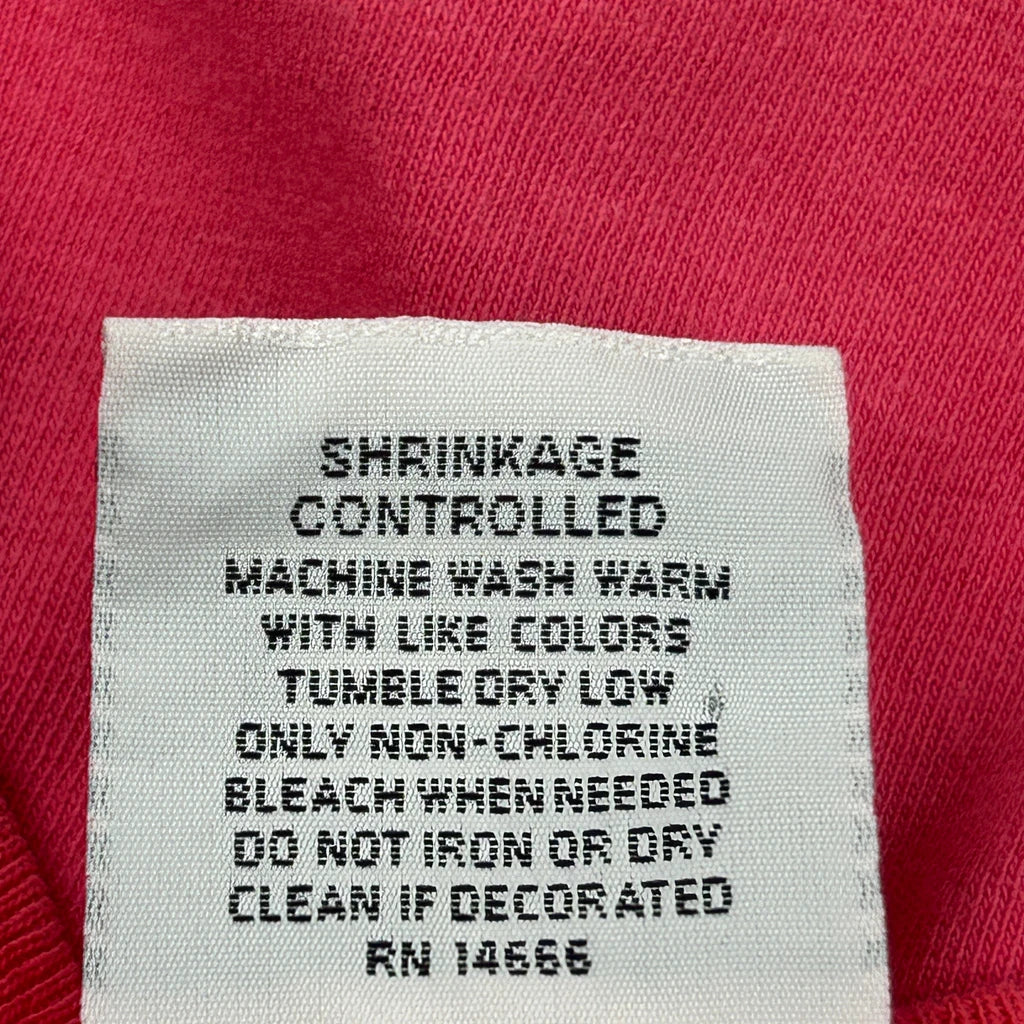 SHRINKAGE
CONTROLLED
MACHINE WASH WARM
WITH LIKE COLORS
TUMBLE DRY LOW
ONLY NON-CHLORINE
BLEACH WHEN NEEDED
DO NOT IRON OR DRY
CLEAN IF DECORATED
RN 14666